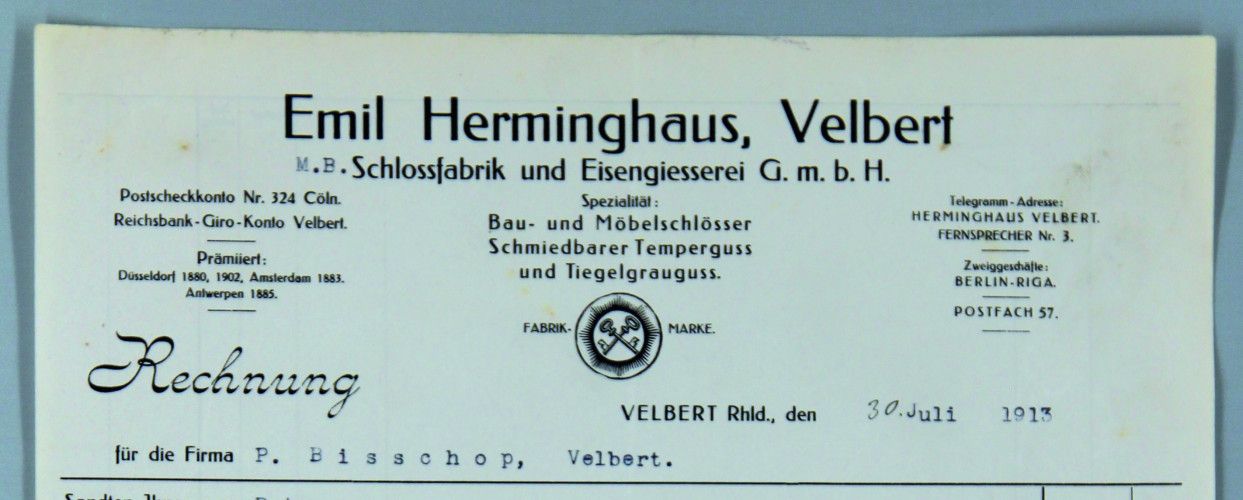 Emil Herminghaus, Velbert
M.B. Schlossfabrik und Eisengiesserei G. m. b. H.
Postscheckkonto Nr. 324 Cöln.
Reichsbank-Giro-Konto Velbert.
Prämiiert:
Düsseldorf 1880, 1902, Amsterdam 1883.
Antwerpen 1885.
Spezialität:
Bau- und Möbelschlösser
Schmiedbarer Temperguss
und Tiegelgrauguss.
FABRIK- MARKE.
Telegramm-Adresse:
HERMINGHAUS VELBERT.
FERNSPRECHER Nr. 3.
Zweiggeschäfte:
BERLIN-RIGA.
POSTFACH 57.
Rechnung
VELBERT Rhld., den 30. Juli 1913
für die Firma P. Bisschop, Velbert.